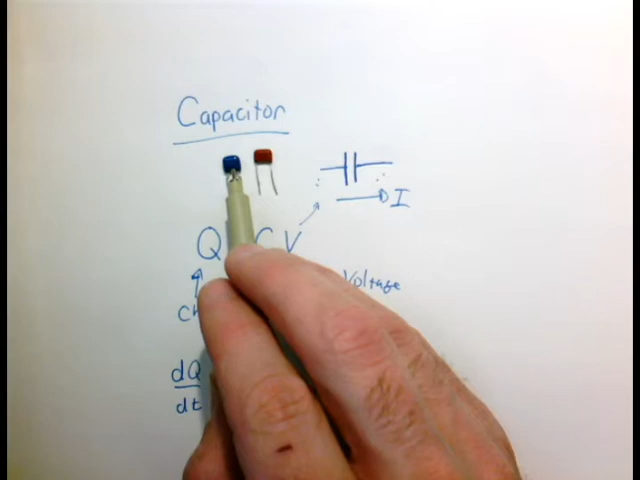 Capacitor
I
Q C V
Voltage
dQ
dt